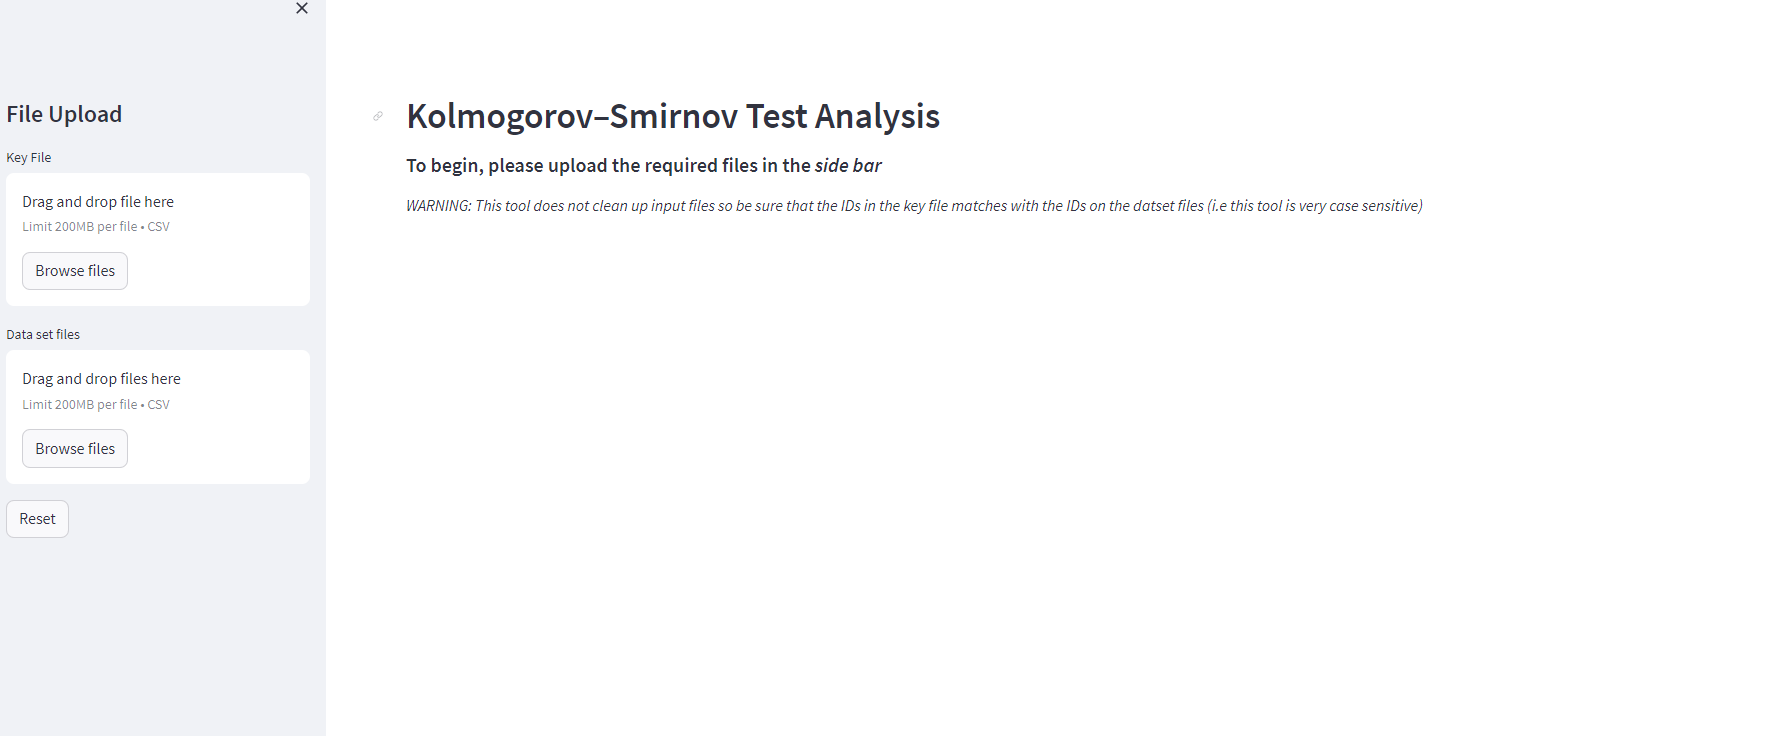 File Upload
Key File
Drag and drop file here
Limit 200MB per file • CSV
Browse files
Data set files
Drag and drop files here
Limit 200MB per file • CSV
Browse files
Reset
Kolmogorov–Smirnov Test Analysis
To begin, please upload the required files in the side bar
WARNING: This tool does not clean up input files so be sure that the IDs in the key file matches with the IDs on the datset files (i.e this tool is very case sensitive)